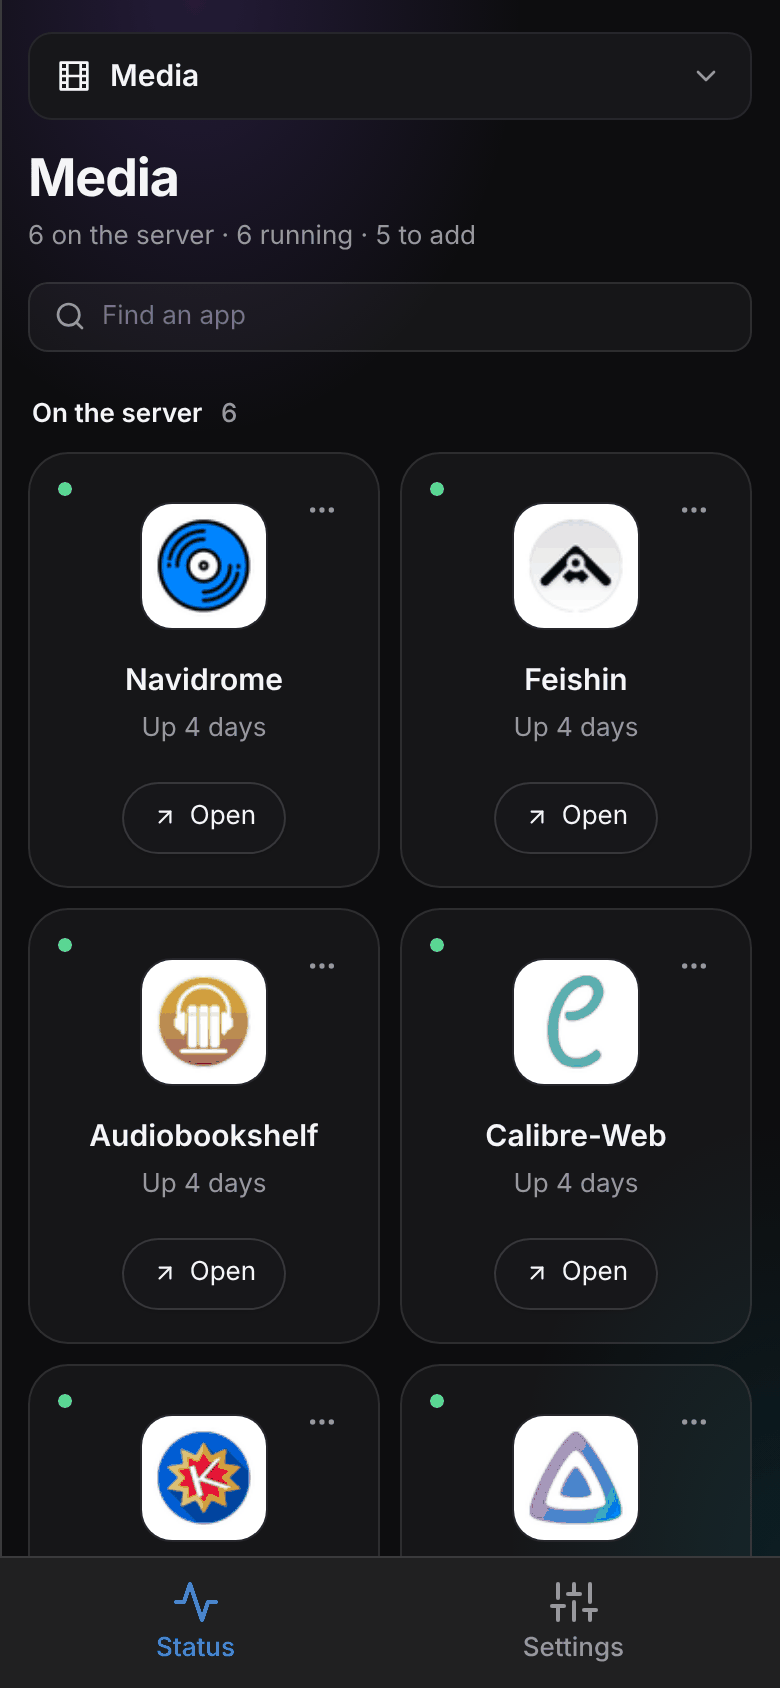 Media
Media
6 on the server · 6 running · 5 to add
Find an app
On the server 6
Navidrome
Up 4 days
Open
Feishin
Up 4 days
Open
Audiobookshelf
Up 4 days
Open
Calibre-Web
Up 4 days
Open
Status
Settings